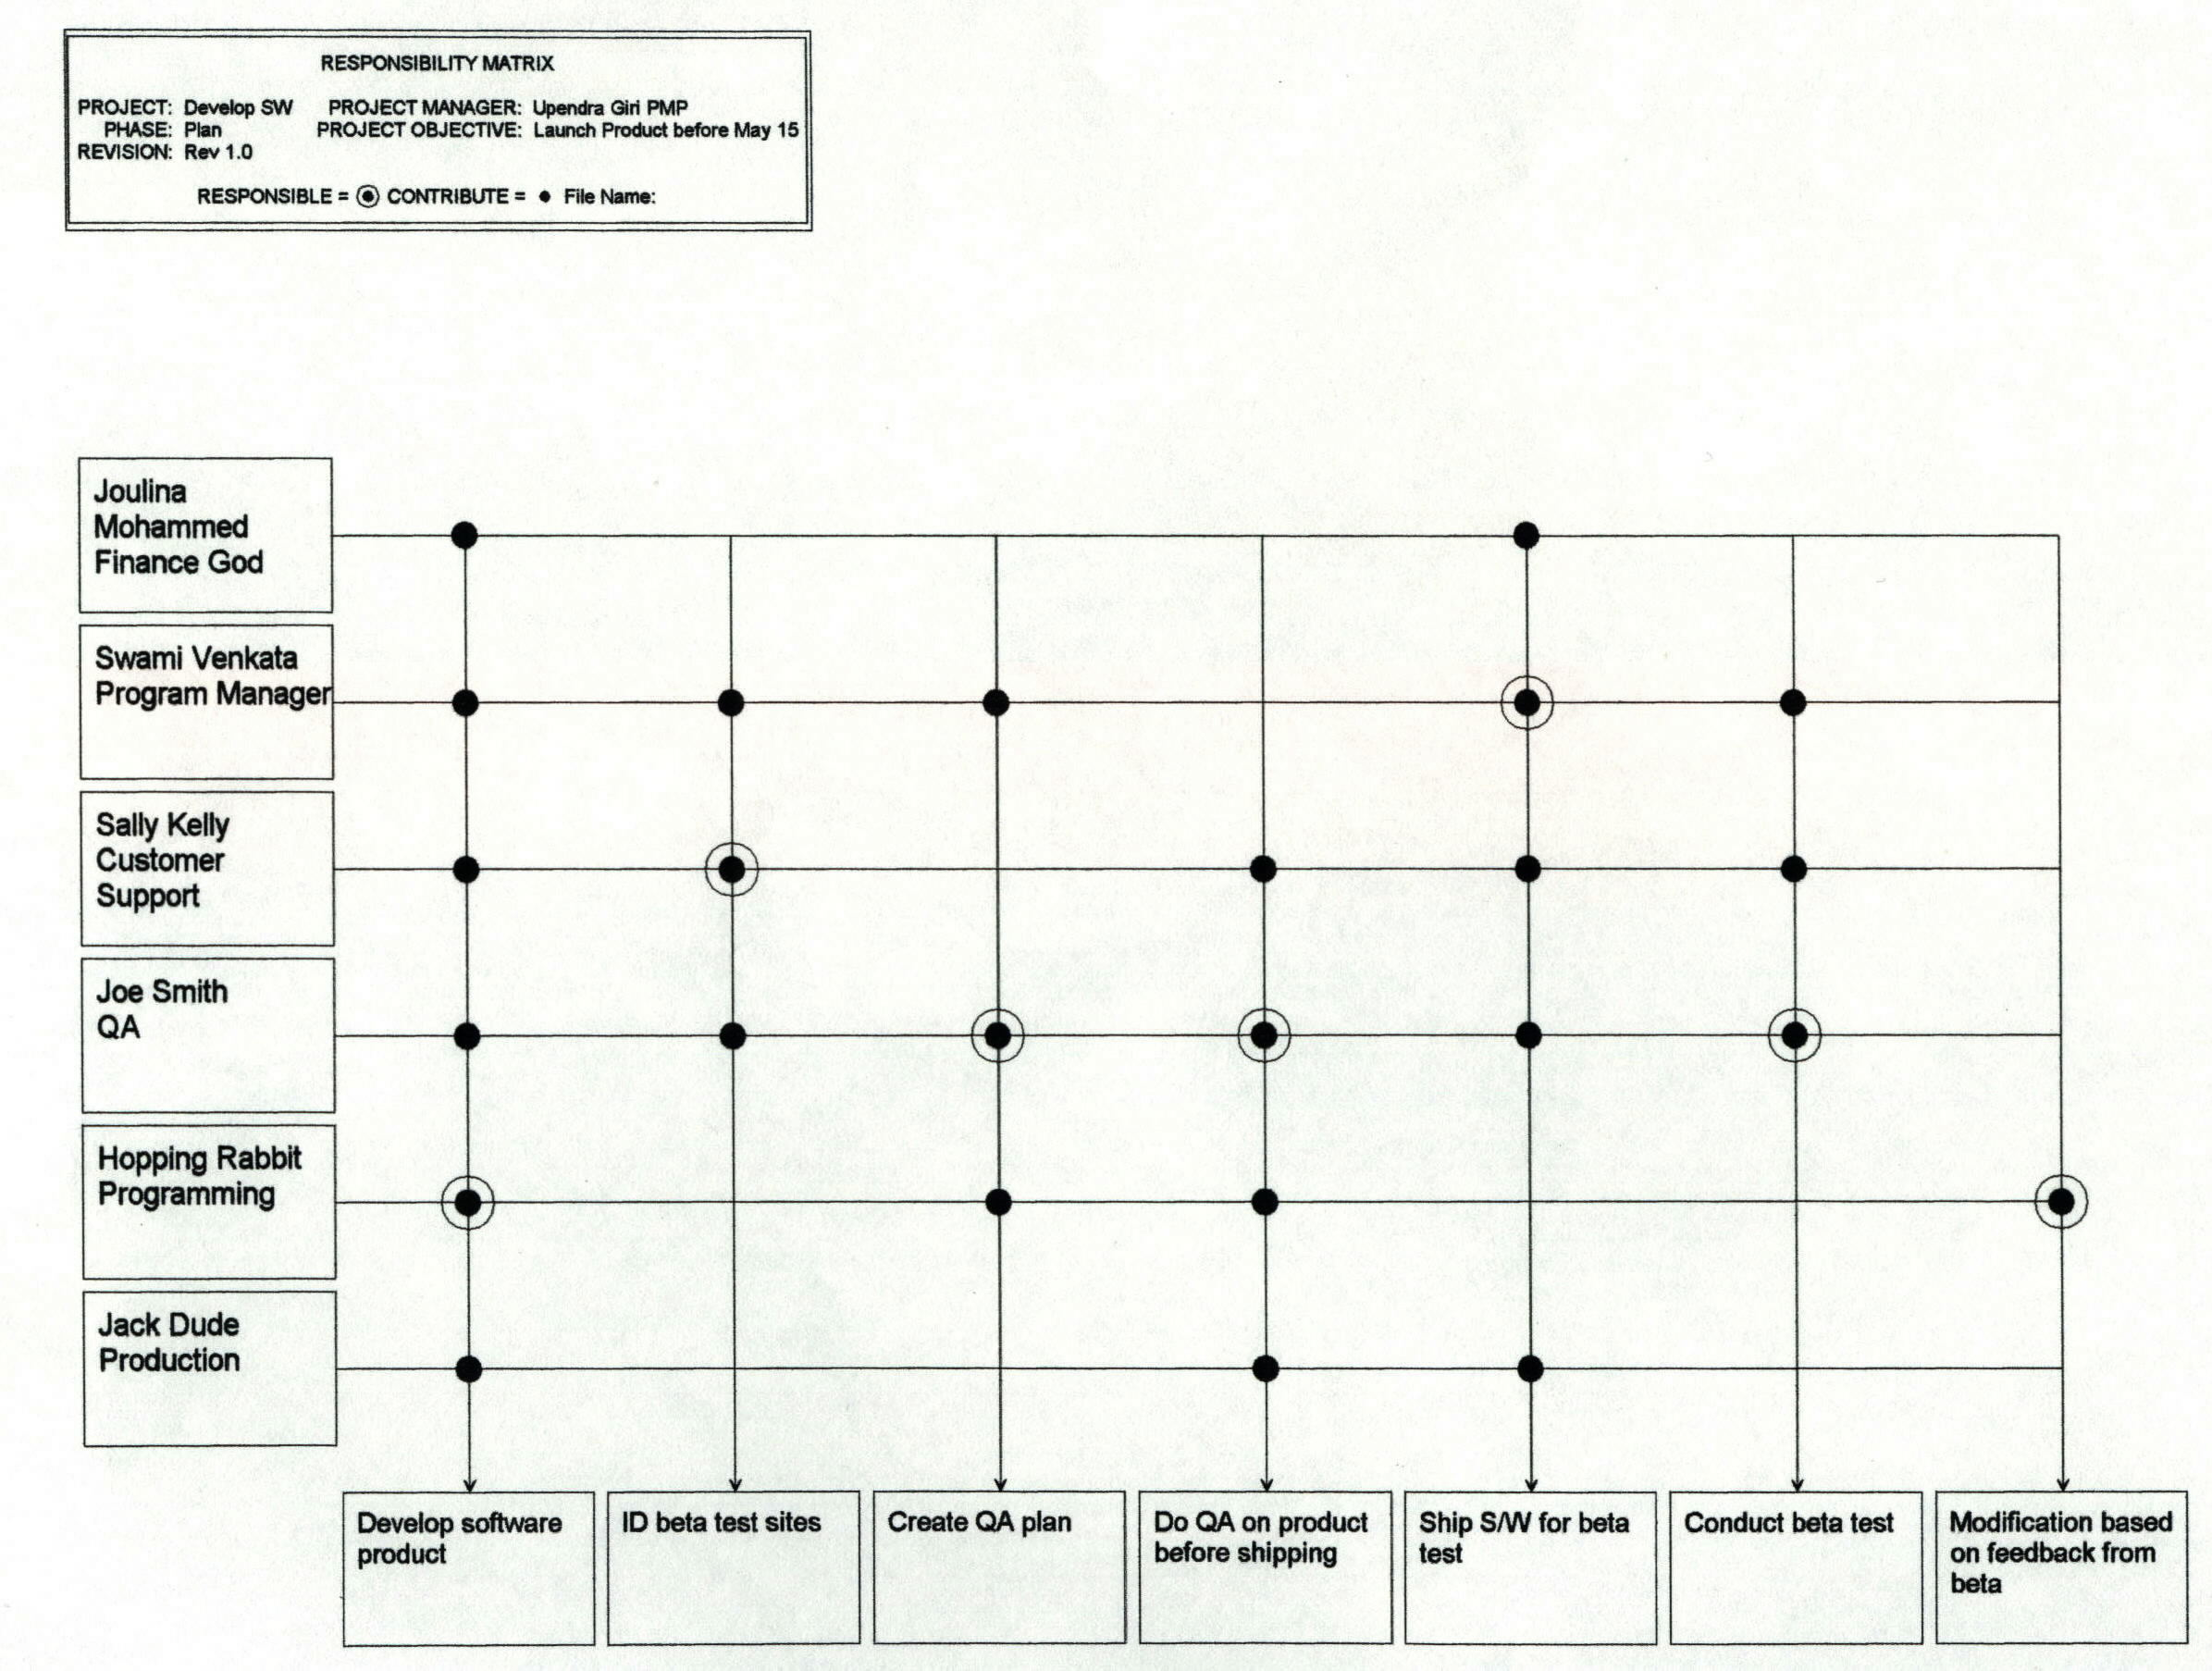 RESPONSIBILITY MATRIX
PROJECT: Develop SW PROJECT MANAGER: Upendra Giri PMP
PHASE: Plan PROJECT OBJECTIVE: Launch Product before May 15
REVISION: Rev 1.0
RESPONSIBLE = CONTRIBUTE = File Name:
Joulina
Mohammed
Finance God
Swami Venkata
Program Manager
Sally Kelly
Customer
Support
Joe Smith
QA
Hopping Rabbit
Programming
Jack Dude
Production
Develop software
product
ID beta test sites
Create QA plan
Do QA on product
before shipping
Ship S/W for beta
test
Conduct beta test
Modification based
on feedback from
beta